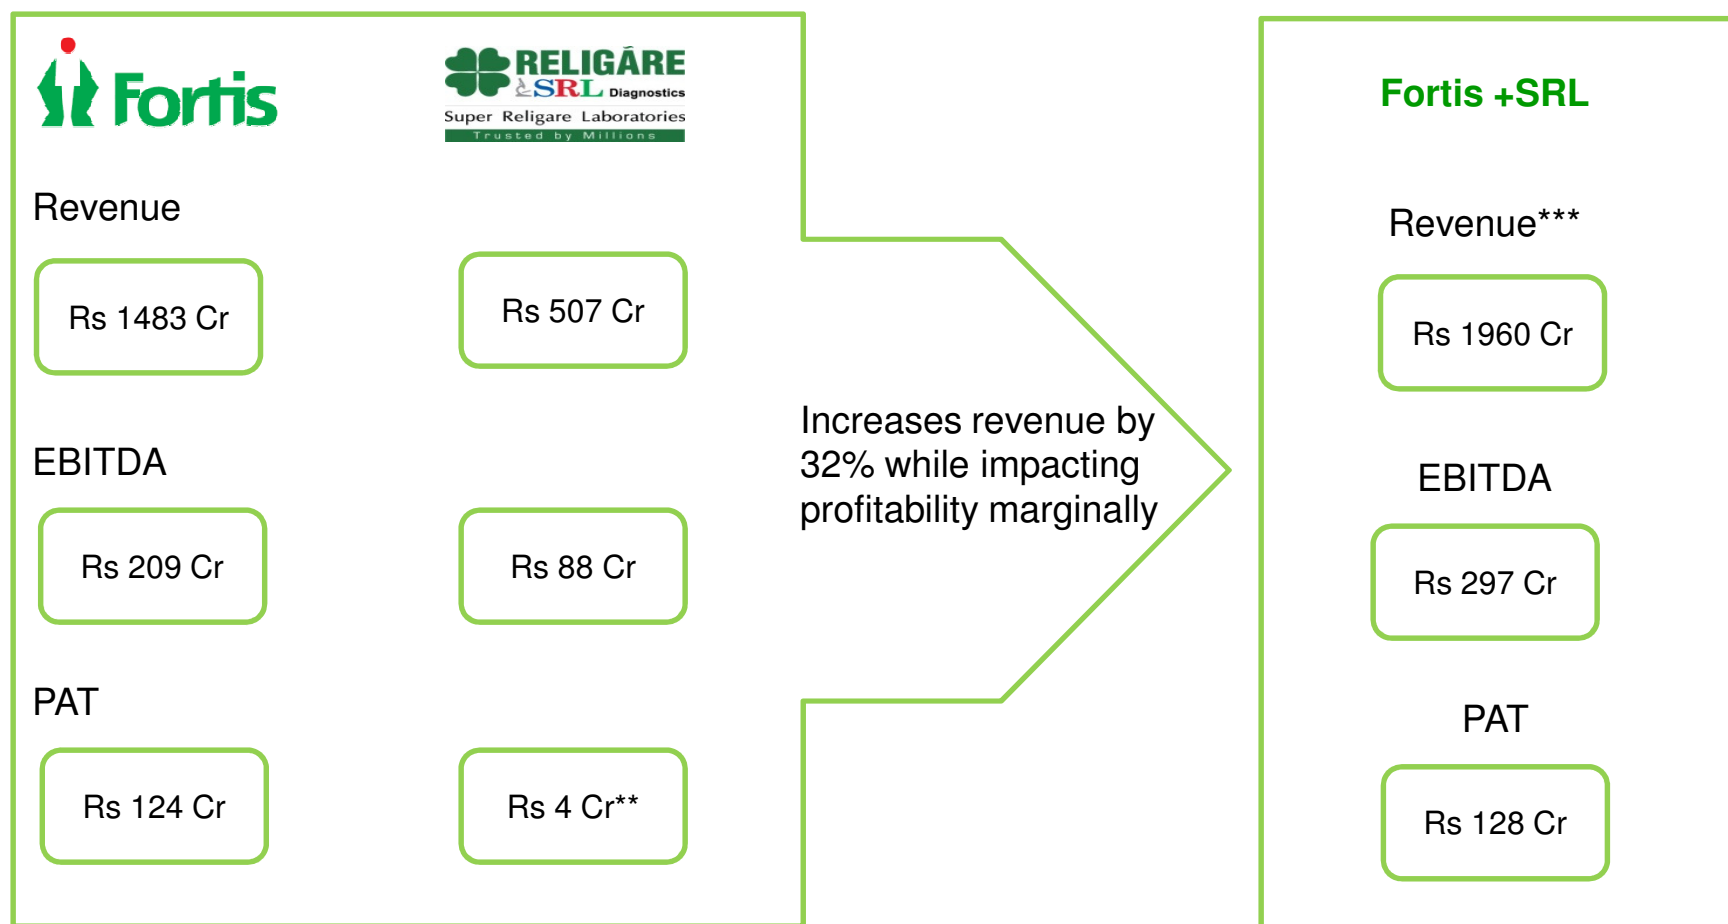 Fortis
RELIGĀRE
SRL Diagnostics
Super Religare Laboratories
Trusted by Millions
Fortis +SRL
Revenue
Revenue***
Rs 1483 Cr
Rs 507 Cr
Rs 1960 Cr
Increases revenue by
32% while impacting
profitability marginally
EBITDA
EBITDA
Rs 209 Cr
Rs 88 Cr
Rs 297 Cr
PAT
PAT
Rs 124 Cr
Rs 4 Cr**
Rs 128 Cr